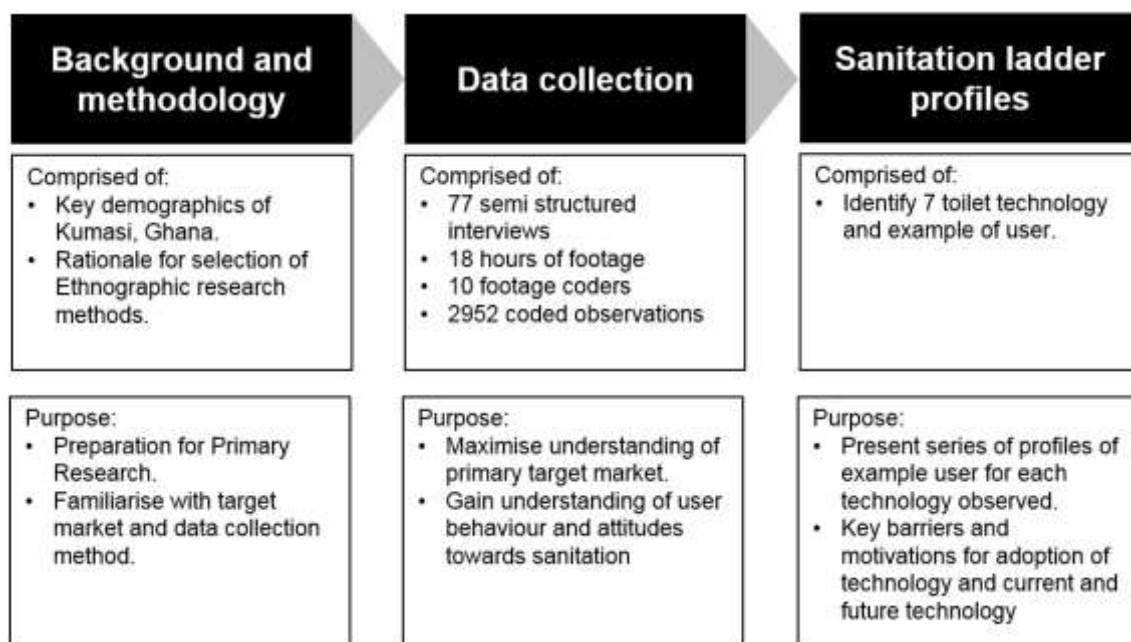 Background and
methodology
Data collection
Sanitation ladder
profiles
Comprised of:
• Key demographics of
Kumasi, Ghana.
• Rationale for selection of
Ethnographic research
methods.
Comprised of:
• 77 semi structured
interviews
• 18 hours of footage
• 10 footage coders
• 2952 coded observations
Comprised of:
• Identify 7 toilet technology
and example of user.
Purpose:
• Preparation for Primary
Research.
• Familiarise with target
market and data collection
method.
Purpose:
• Maximise understanding of
primary target market.
• Gain understanding of user
behaviour and attitudes
towards sanitation
Purpose:
• Present series of profiles of
example user for each
technology observed.
• Key barriers and
motivations for adoption of
technology and current and
future technology